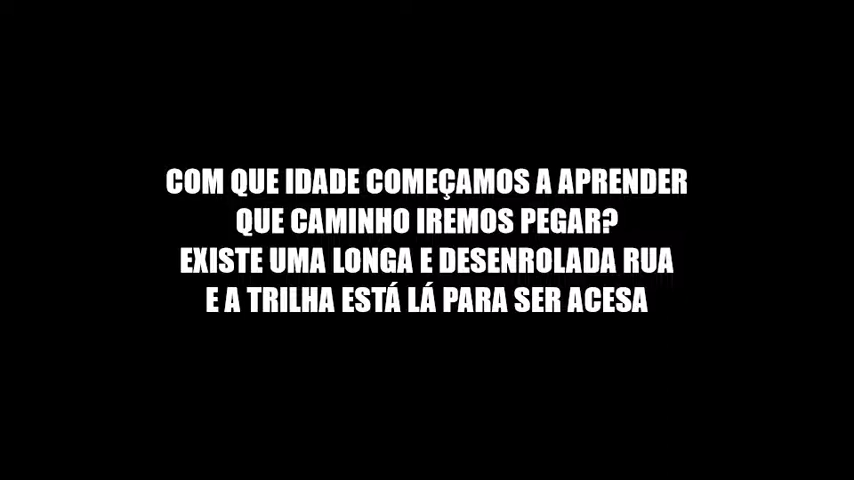 COM QUE IDADE COMEÇAMOS A APRENDER
QUE CAMINHO IREMOS PEGAR?
EXISTE UMA LONGA E DESENROLADA RUA
E A TRILHA ESTÁ LÁ PARA SER ACESA